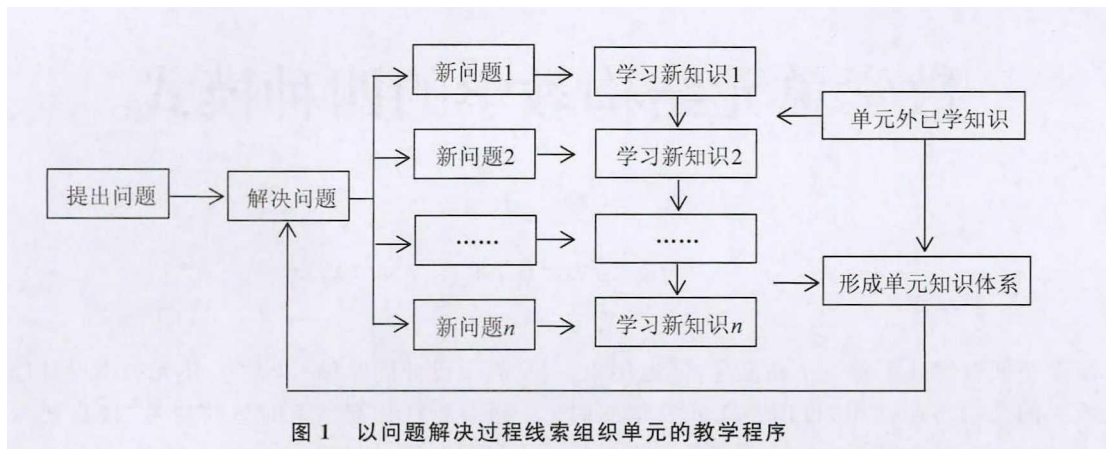 新问题1
学习新知识1
单元外已学知识
新问题2
学习新知识2
提出问题
解决问题
……
……
形成单元知识体系
新问题n
学习新知识n
图 1 以问题解决过程线索组织单元的教学程序